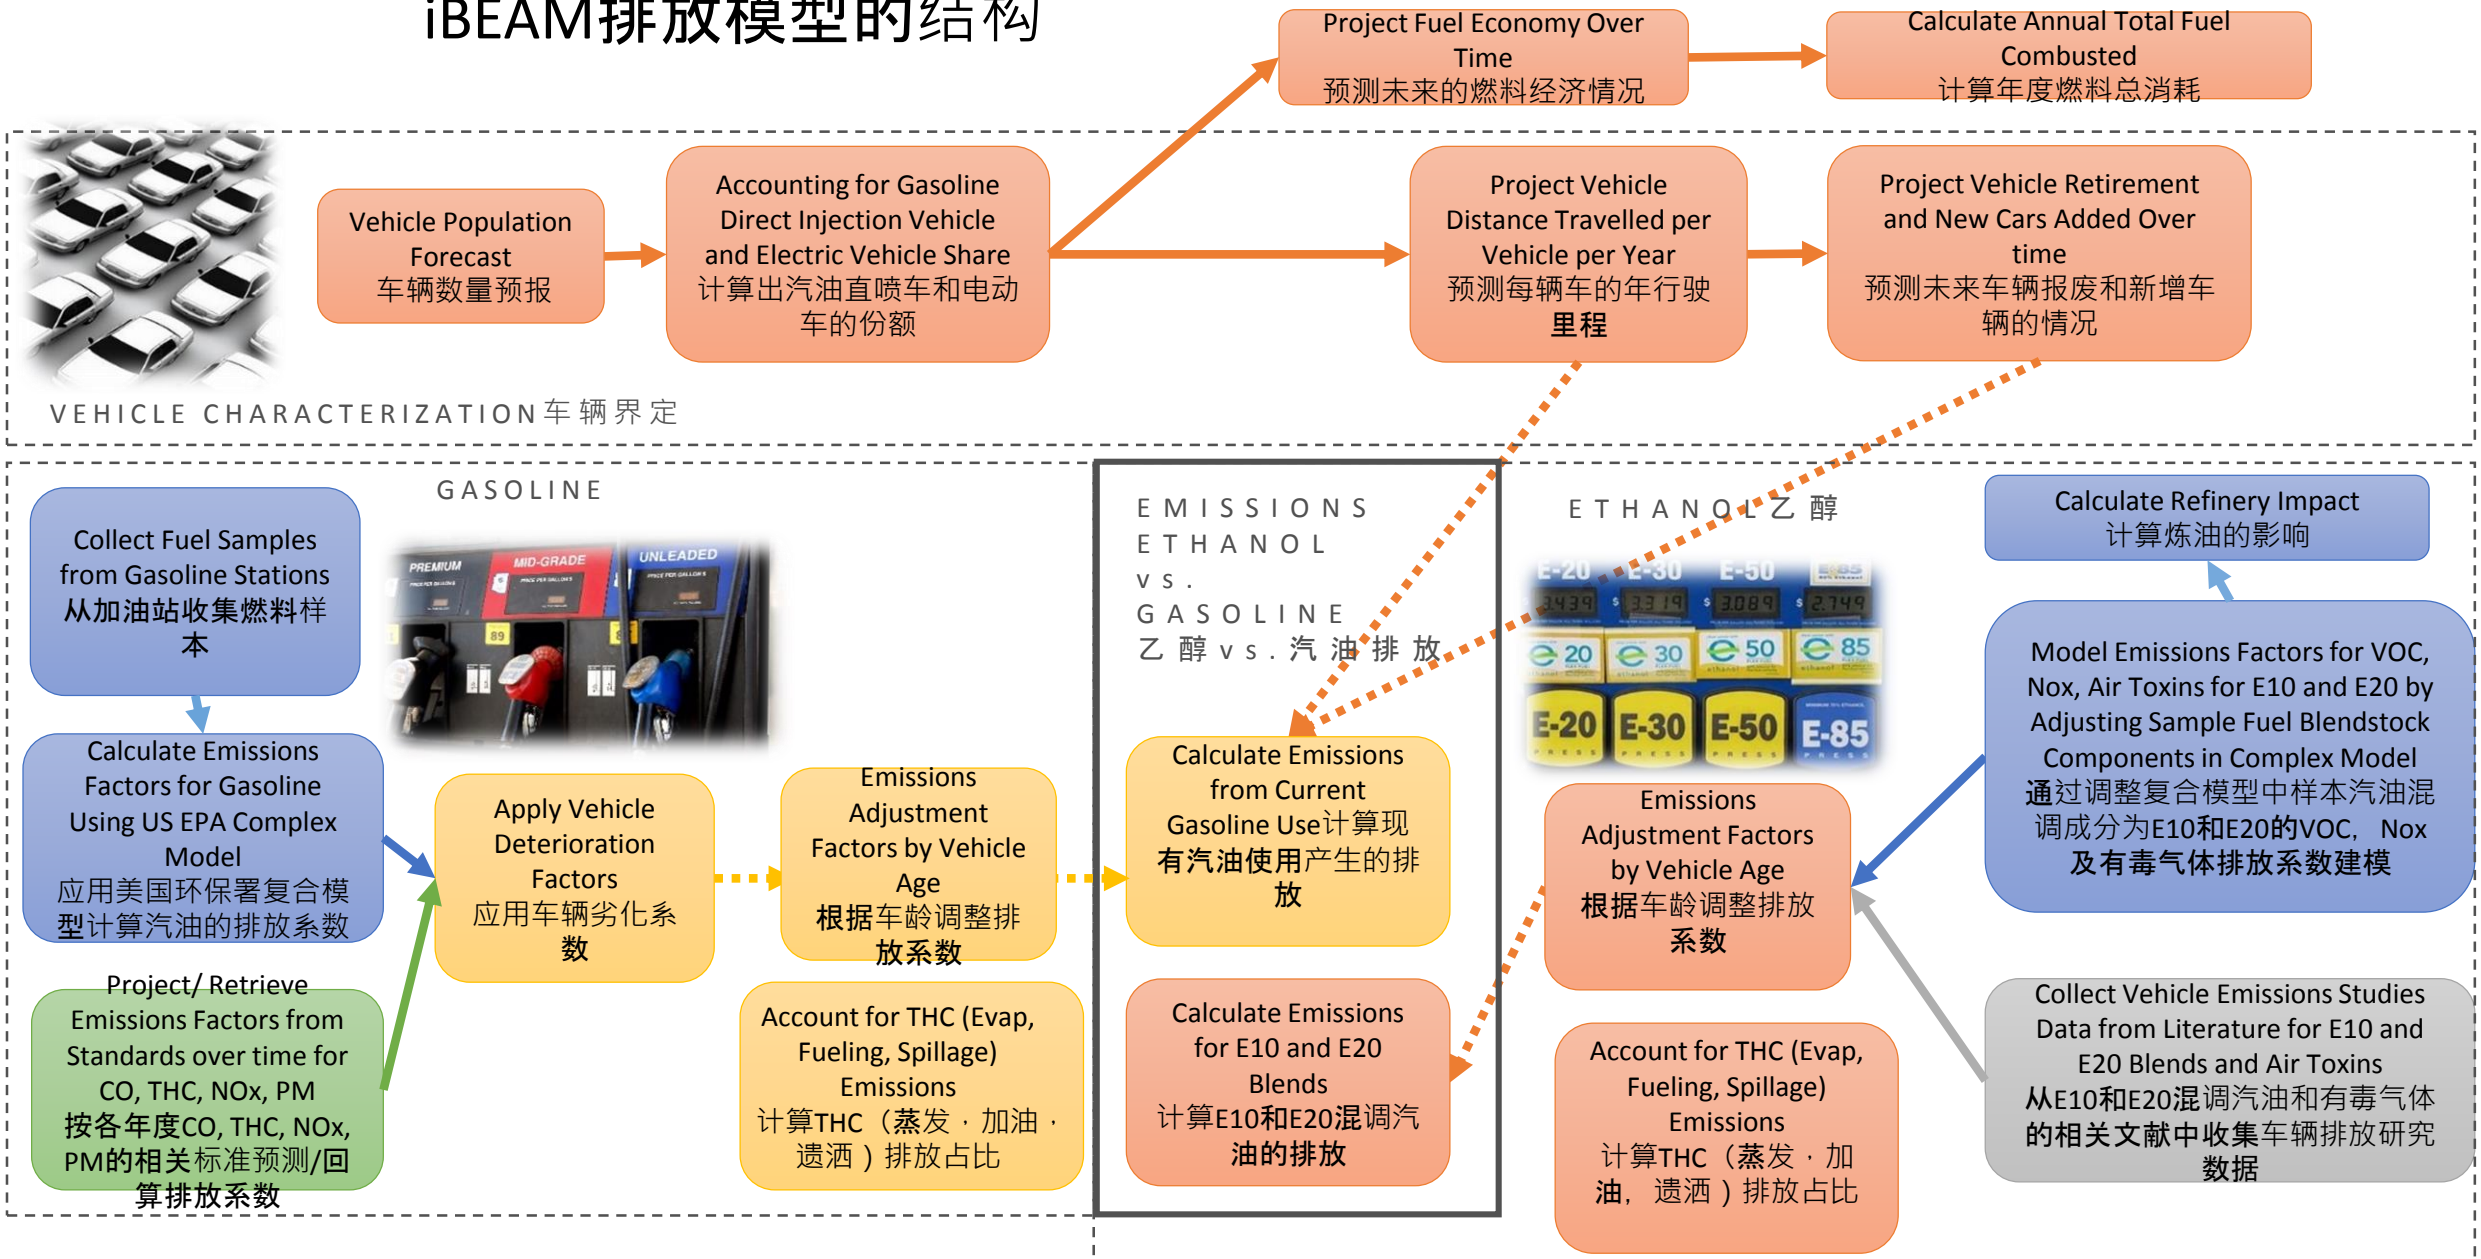 iBEAM排放模型的结构
Project Fuel Economy Over
Time
预测未来的燃料经济情况
Calculate Annual Total Fuel
Combusted
计算年度燃料总消耗
Vehicle Population
Forecast
车辆数量预报
Accounting for Gasoline
Direct Injection Vehicle
and Electric Vehicle Share
计算出汽油直喷车和电动
车的份额
Project Vehicle
Distance Travelled per
Vehicle per Year
预测每辆车的年行驶
里程
Project Vehicle Retirement
and New Cars Added Over
time
预测未来车辆报废和新增车
辆的情况
VEHICLE CHARACTERIZATION车辆界定
GASOLINE
Collect Fuel Samples
from Gasoline Stations
从加油站收集燃料样
本
PREMIUM
MID-GRADE
UNLEADED
89
Calculate Emissions
Factors for Gasoline
Using US EPA Complex
Model
应用美国环保署复合模
型计算汽油的排放系数
Project/ Retrieve
Emissions Factors from
Standards over time for
CO, THC, NOx, PM
按各年度CO, THC, NOx,
PM的相关标准预测/回
算排放系数
Apply Vehicle
Deterioration
Factors
应用车辆劣化系
数
Emissions
Adjustment
Factors by Vehicle
Age
根据车龄调整排
放系数
Account for THC (Evap,
Fueling, Spillage)
Emissions
计算THC（蒸发，加油，
遗洒）排放占比
EMISSIONS
ETHANOL
vs.
GASOLINE
乙醇vs.汽油排放
Calculate Emissions
from Current
Gasoline Use计算现
有汽油使用产生的排
放
Calculate Emissions
for E10 and E20
Blends
计算E10和E20混调汽
油的排放
ETHANOL乙醇
E-20 E-30 E-50 E-85
3.439 $ 3.319 $ 3.089 $ 2.749
e 20 e 30 e 50 e 85
E-20 E-30 E-50 E-85
PRESS PRESS PRESS PRESS
Emissions
Adjustment Factors
by Vehicle Age
根据车龄调整排放
系数
Account for THC (Evap,
Fueling, Spillage)
Emissions
计算THC（蒸发，加
油，遗洒）排放占比
Calculate Refinery Impact
计算炼油的影响
Model Emissions Factors for VOC,
Nox, Air Toxins for E10 and E20 by
Adjusting Sample Fuel Blendstock
Components in Complex Model
通过调整复合模型中样本汽油混
调成分为E10和E20的VOC，Nox
及有毒气体排放系数建模
Collect Vehicle Emissions Studies
Data from Literature for E10 and
E20 Blends and Air Toxins
从E10和E20混调汽油和有毒气体
的相关文献中收集车辆排放研究
数据